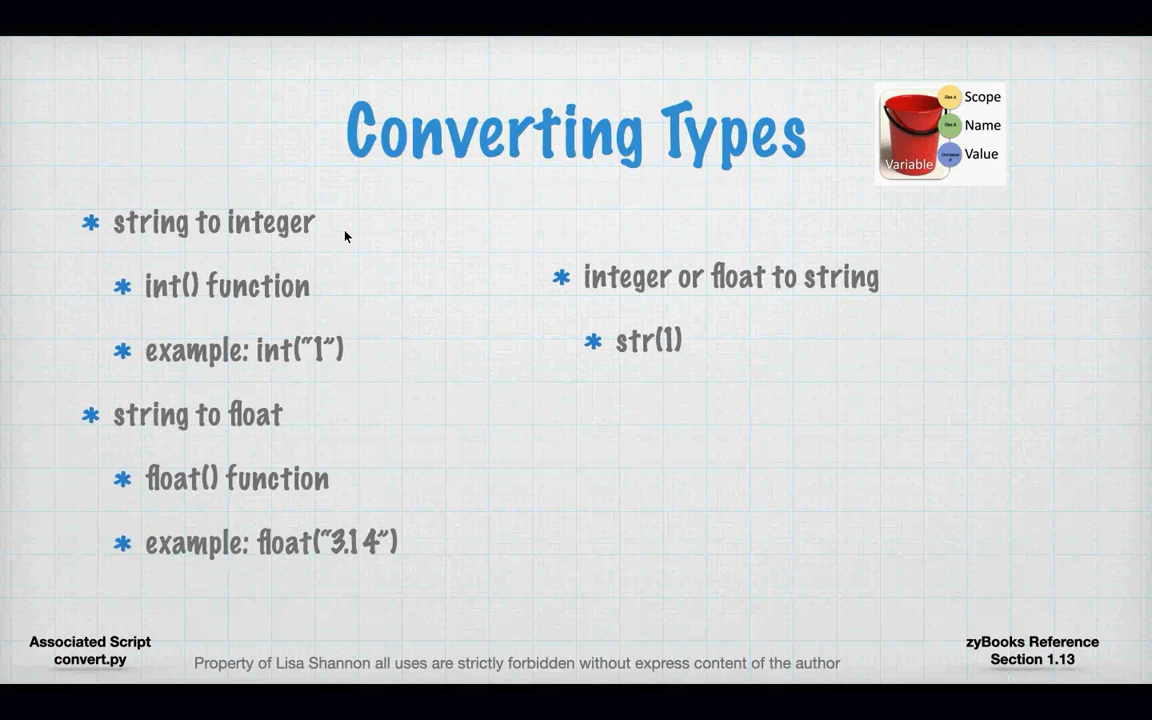 Converting Types
Scope
Name
Value
Variable
* string to integer
* int() function
* example: int("1")
* string to float
* float() function
* example: float("3.14")
* integer or float to string
* str(1)
Associated Script
convert.py
Property of Lisa Shannon all uses are strictly forbidden without express content of the author
zyBooks Reference
Section 1.13